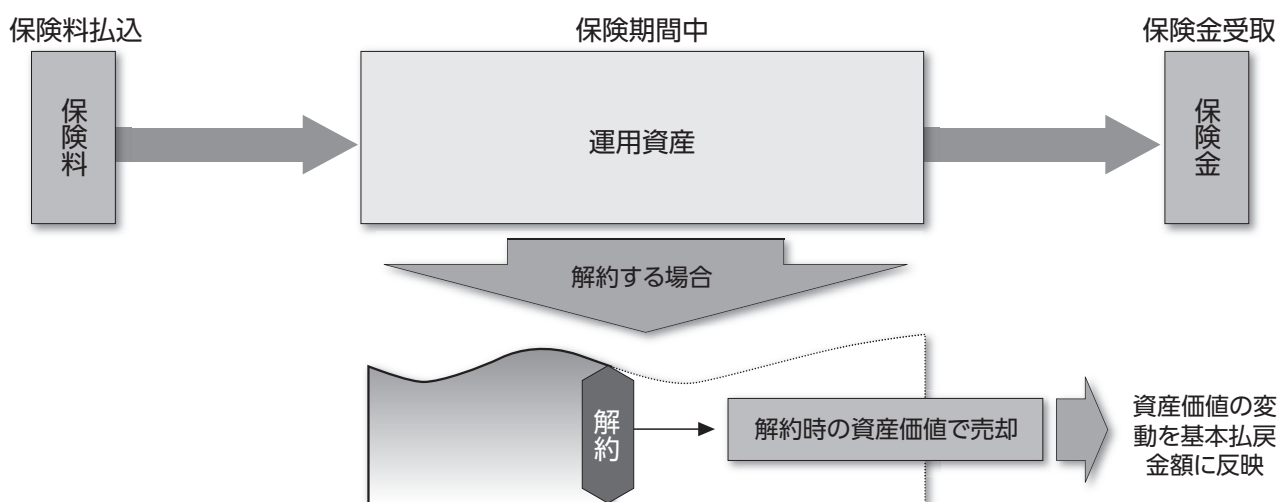 保険料払込
保険期間中
保険金受取
保険料
運用資産
保険金
解約する場合
解約
解約時の資産価値で売却
資産価値の変
動を基本払戻
金額に反映